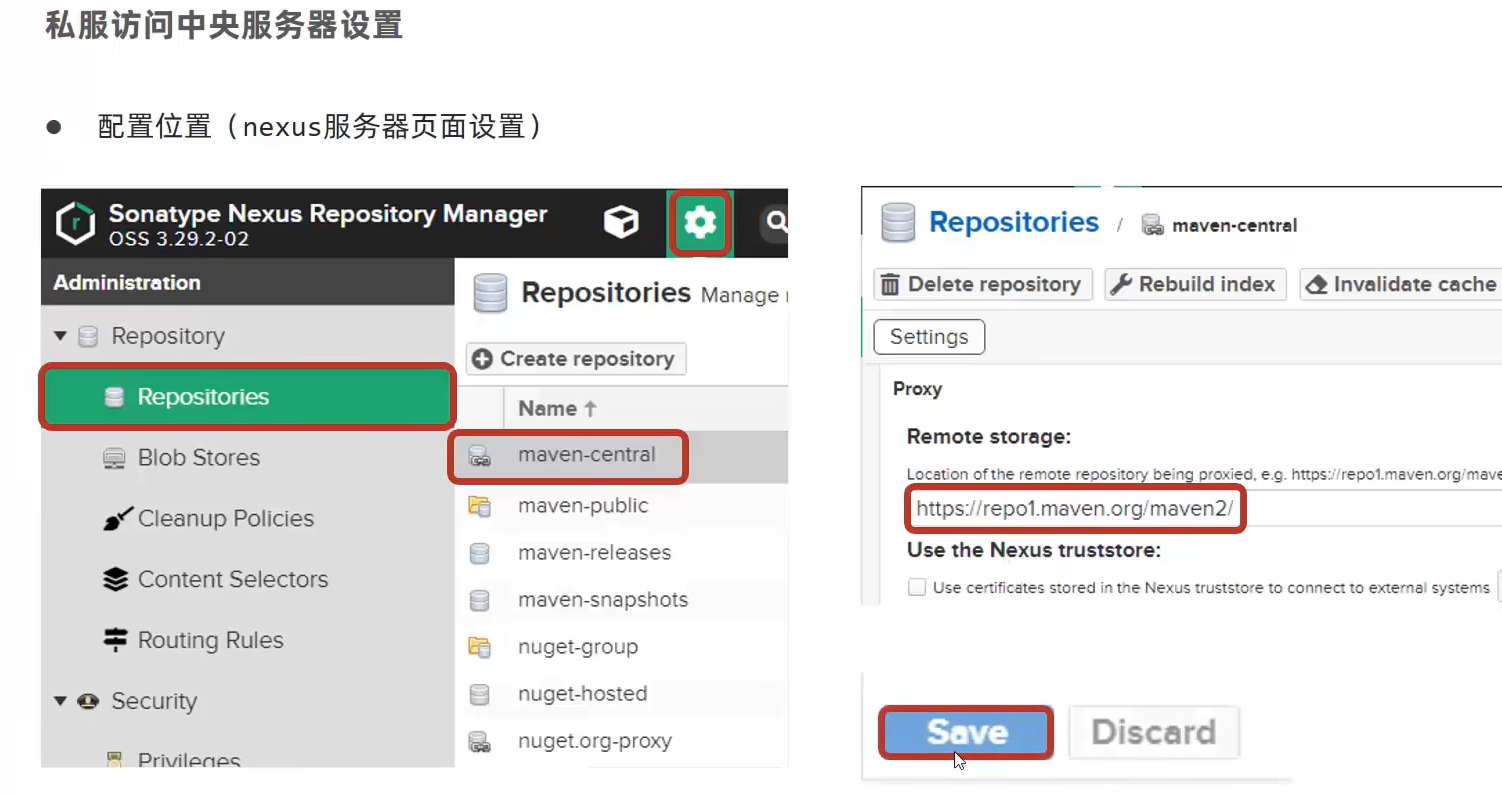 私服访问中央服务器设置
● 配置位置（nexus服务器页面设置）
Sonatype Nexus Repository Manager
OSS 3.29.2-02
Administration
Repository
Repositories
Blob Stores
Cleanup Policies
Content Selectors
Routing Rules
Security
Privileges
Repositories Manage
Create repository
Name ↑
maven-central
maven-public
maven-releases
maven-snapshots
nuget-group
nuget-hosted
nuget.org-proxy
Repositories / maven-central
Delete repository Rebuild index Invalidate cache
Settings
Proxy
Remote storage:
Location of the remote repository being proxied, e.g. https://repo1.maven.org/mave
https://repo1.maven.org/maven2/
Use the Nexus truststore:
Use certificates stored in the Nexus truststore to connect to external systems
Save Discard